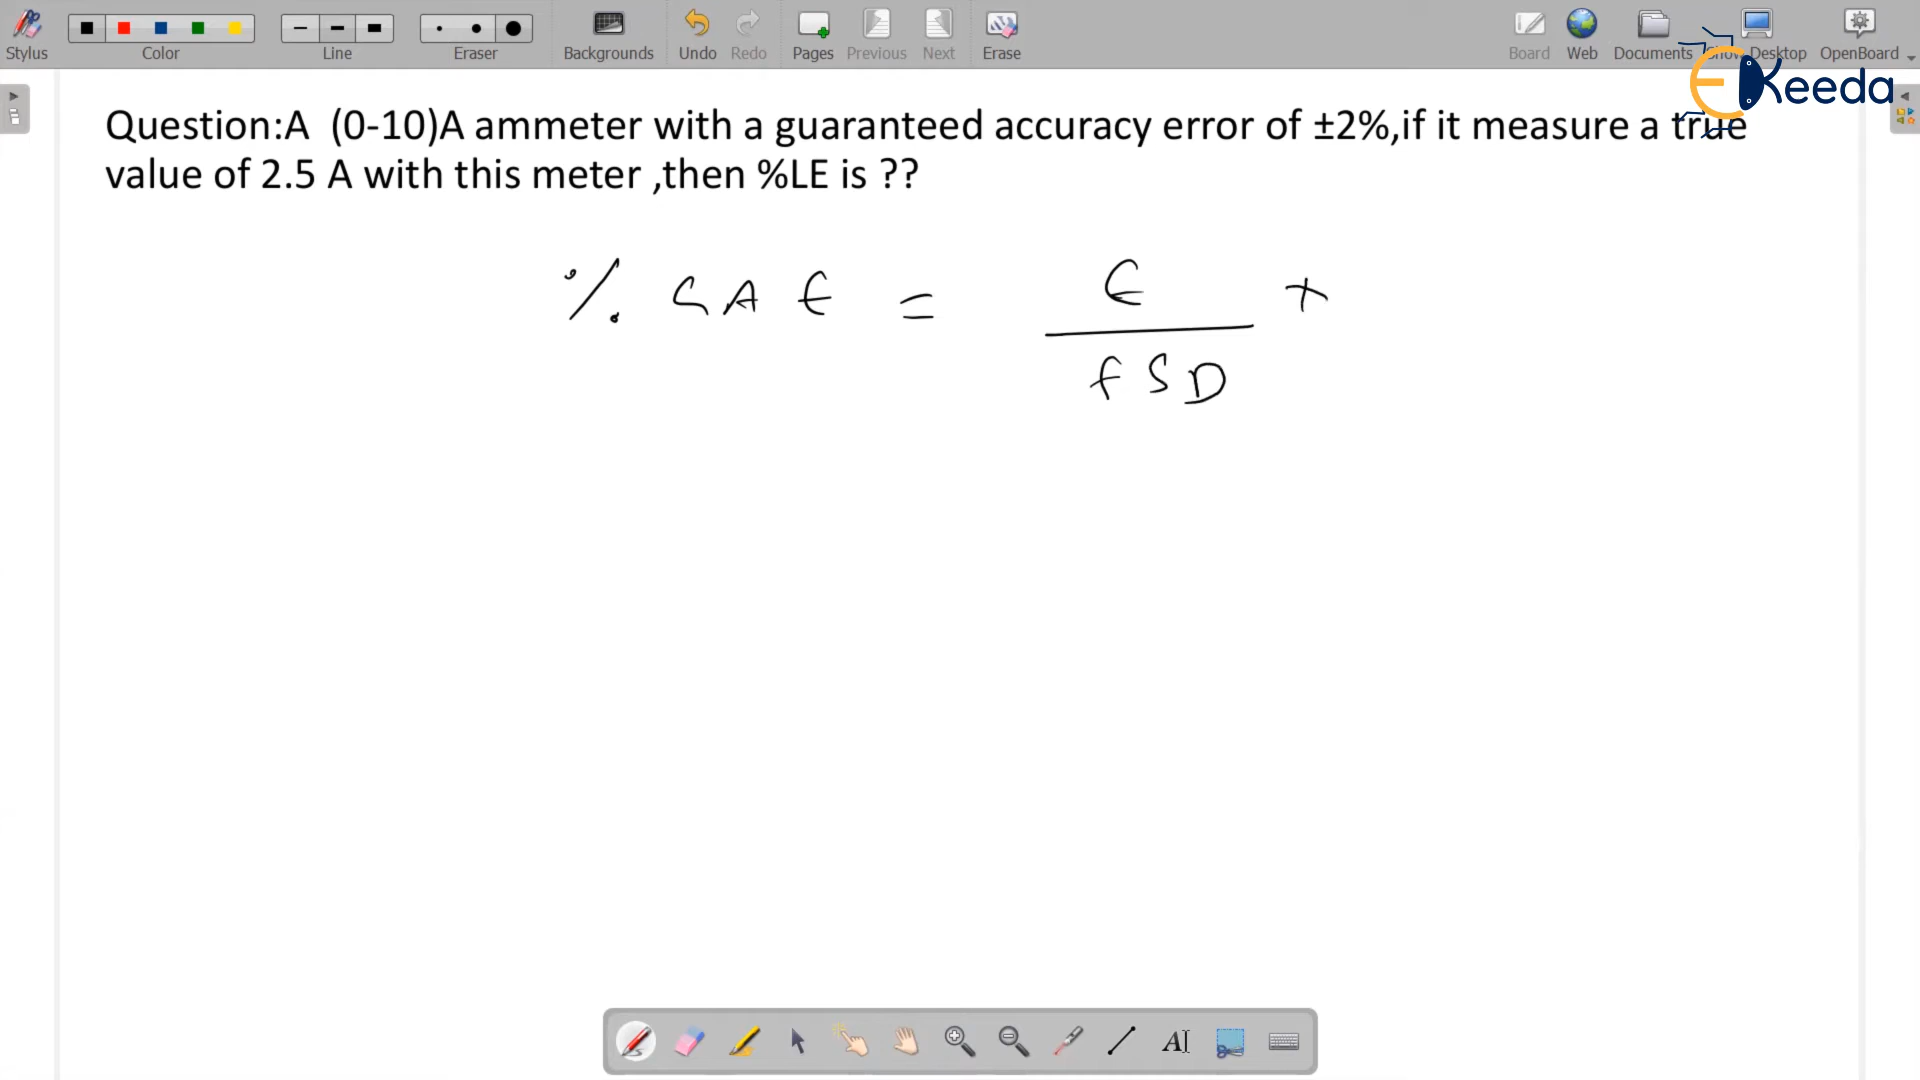 Stylus Color Line Eraser Backgrounds Undo Redo Pages Previous Next Erase Board Web Documents Show Desktop OpenBoard
EKeeda
Question:A (0-10)A ammeter with a guaranteed accuracy error of ±2%,if it measure a true
value of 2.5 A with this meter ,then %LE is ??
% GAE = E ×
FSD